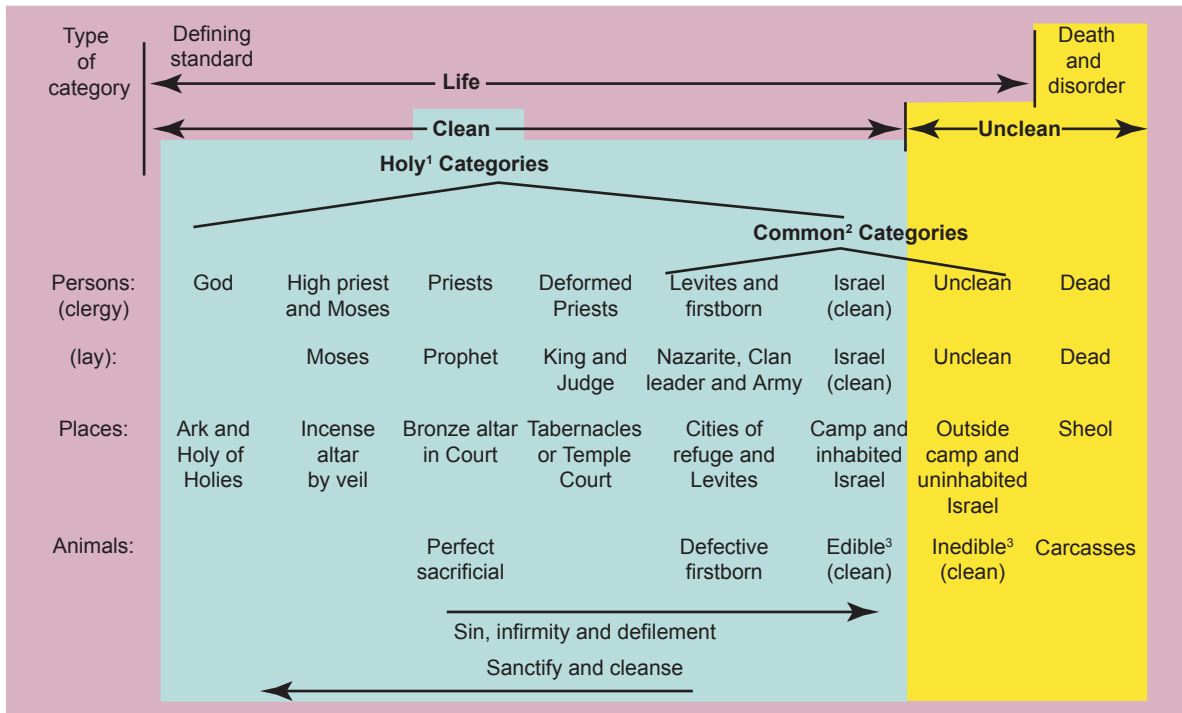 Type of category
Defining standard
Death and disorder
Life
Clean
Unclean
Holy¹ Categories
Common² Categories
Persons: (clergy)
God
High priest and Moses
Priests
Deformed Priests
Levites and firstborn
Israel (clean)
Unclean
Dead
(lay):
Moses
Prophet
King and Judge
Nazarite, Clan leader and Army
Israel (clean)
Unclean
Dead
Places:
Ark and Holy of Holies
Incense altar by veil
Bronze altar in Court
Tabernacles or Temple Court
Cities of refuge and Levites
Camp and inhabited Israel
Outside camp and uninhabited Israel
Sheol
Animals:
Perfect sacrificial
Defective firstborn
Edible³ (clean)
Inedible³ (clean)
Carcasses
Sin, infirmity and defilement
Sanctify and cleanse